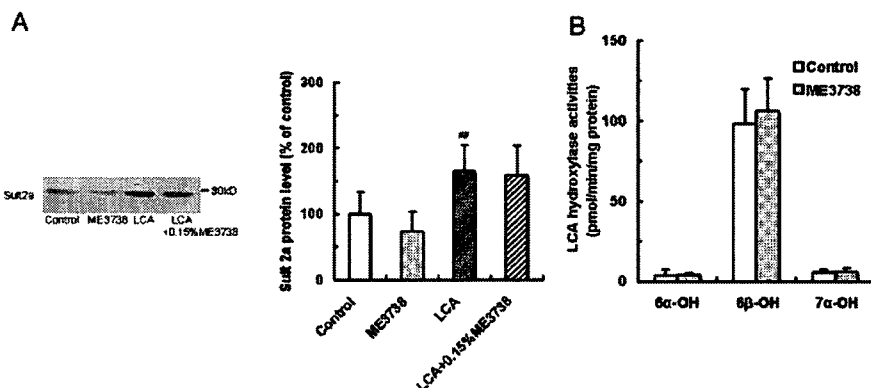 A
Sult2a
30kD
Control ME3738 LCA LCA
+0.15%ME3738
Sult 2a protein level (% of control)
300
200
100
0
##
Control
ME3738
LCA
LCA+0.15%ME3738
B
LCA hydroxylase activities
(pmol/min/mg protein)
150
100
50
0
Control
ME3738
6α-OH 6β-OH 7α-OH